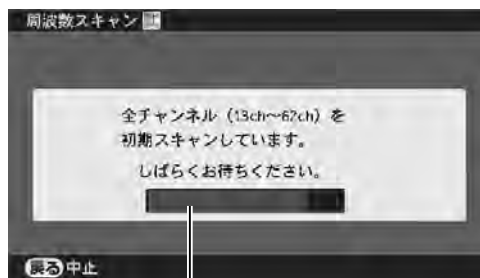 周波数スキャン
全チャンネル（13ch～62ch）を
初期スキャンしています。
しばらくお待ちください。
戻る 中止